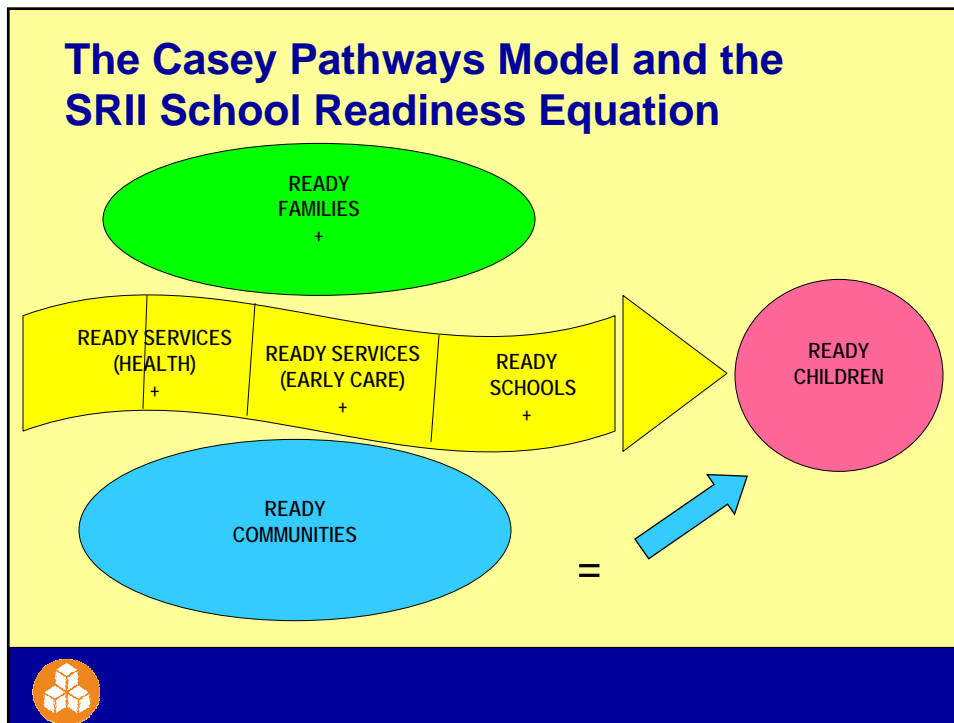 The Casey Pathways Model and the
SRII School Readiness Equation
READY
FAMILIES
+
READY SERVICES
(HEALTH)
+
READY SERVICES
(EARLY CARE)
+
READY
SCHOOLS
+
READY
CHILDREN
READY
COMMUNITIES
=